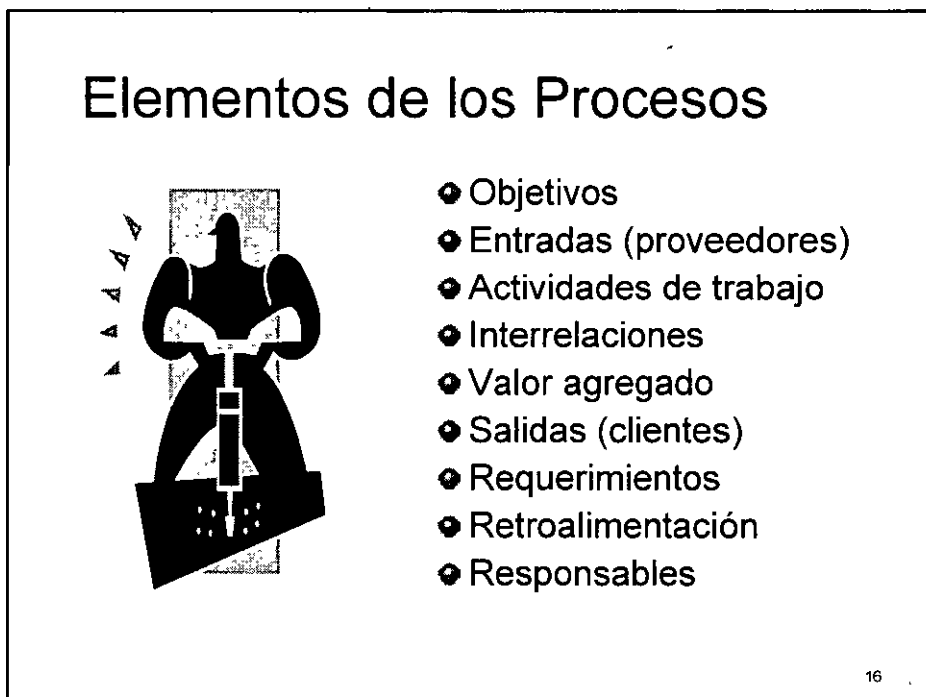 Elementos de los Procesos
Objetivos
Entradas (proveedores)
Actividades de trabajo
Interrelaciones
Valor agregado
Salidas (clientes)
Requerimientos
Retroalimentación
Responsables
16